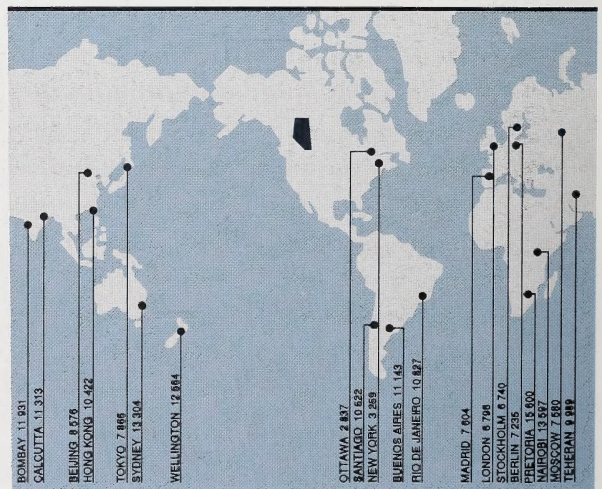 BOMBAY 11 931
CALCUTTA 11 313
BEIJING 8 576
HONG KONG 10 422
TOKYO 7 865
SYDNEY 13 304
WELLINGTON 12 564
OTTAWA 2 837
SANTIAGO 10 522
NEW YORK 3 259
BUENOS AIRES 11 143
RIO DE JANEIRO 10 827
MADRID 7 604
LONDON 6 796
STOCKHOLM 6 740
BERLIN 7 235
PRETORIA 15 600
NAIROBI 13 597
MOSCOW 7 580
TEHERAN 9 989